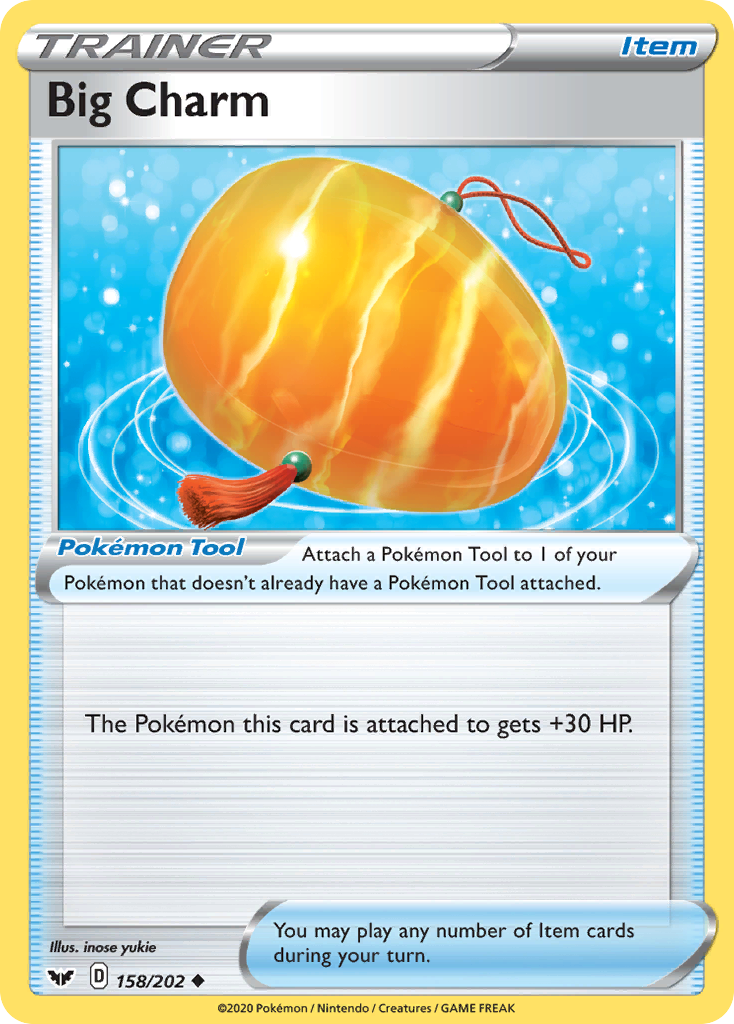 TRAINER
Item
Big Charm
Pokémon Tool
Attach a Pokémon Tool to 1 of your
Pokémon that doesn't already have a Pokémon Tool attached.
The Pokémon this card is attached to gets +30 HP.
You may play any number of Item cards
during your turn.
Illus. inose yukie
D 158/202
©2020 Pokémon / Nintendo / Creatures / GAME FREAK